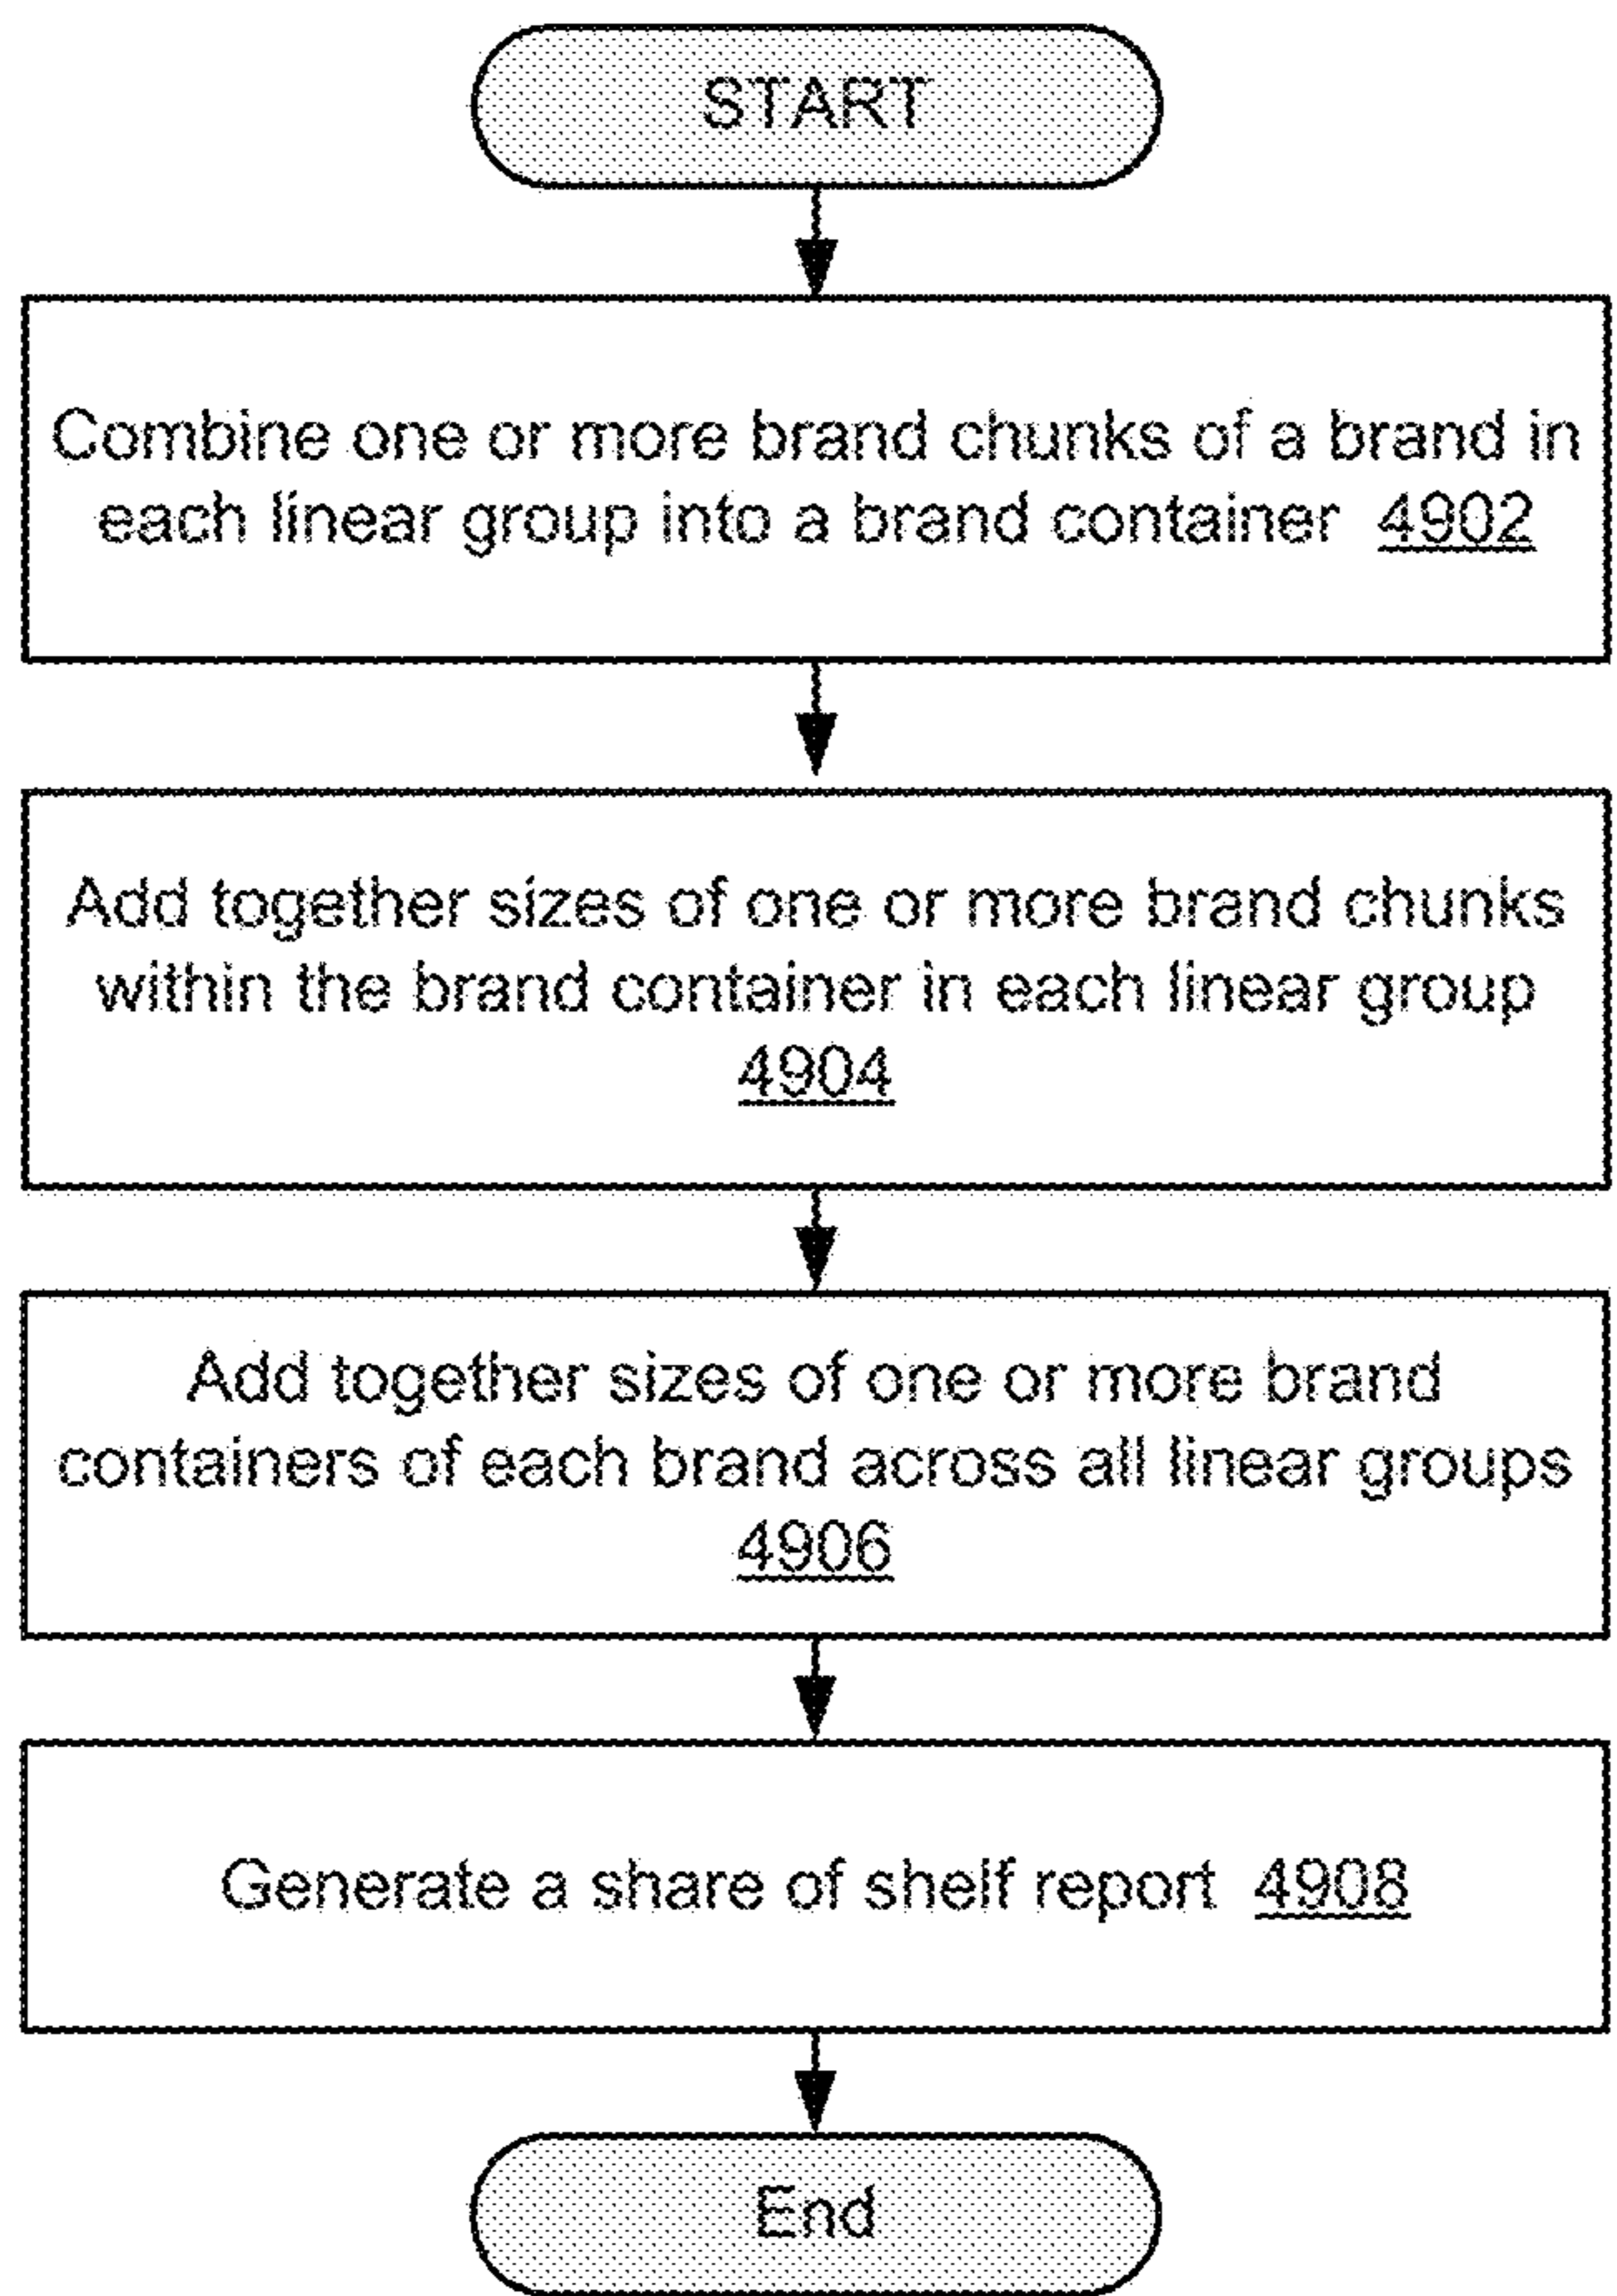 START
Combine one or more brand chunks of a brand in
each linear group into a brand container 4902
Add together sizes of one or more brand chunks
within the brand container in each linear group
4904
Add together sizes of one or more brand
containers of each brand across all linear groups
4906
Generate a share of shelf report 4908
End